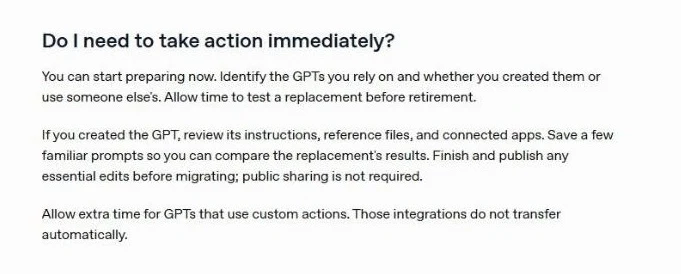 Do I need to take action immediately?
You can start preparing now. Identify the GPTs you rely on and whether you created them or
use someone else's. Allow time to test a replacement before retirement.
If you created the GPT, review its instructions, reference files, and connected apps. Save a few
familiar prompts so you can compare the replacement's results. Finish and publish any
essential edits before migrating; public sharing is not required.
Allow extra time for GPTs that use custom actions. Those integrations do not transfer
automatically.